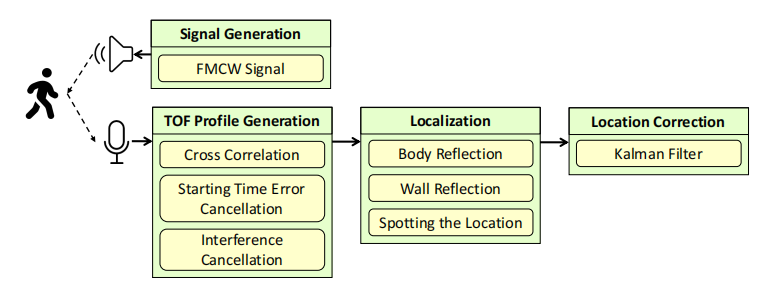 Signal Generation
FMCW Signal
TOF Profile Generation
Cross Correlation
Starting Time Error
Cancellation
Interference
Cancellation
Localization
Body Reflection
Wall Reflection
Spotting the Location
Location Correction
Kalman Filter